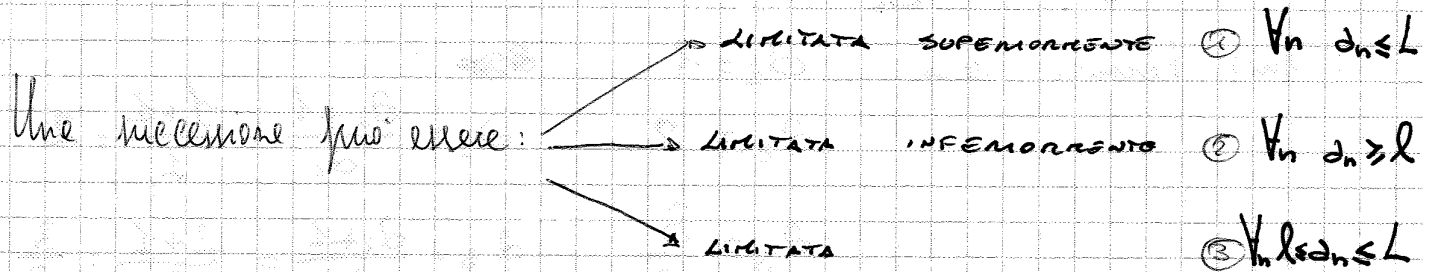 LIMITATA SUPERIORMENTE ① ∀n an ≤ L
Una successione può essere: LIMITATA INFERIORMENTE ② ∀n an ≥ l
LIMITATA ③ ∀n l ≤ an ≤ L